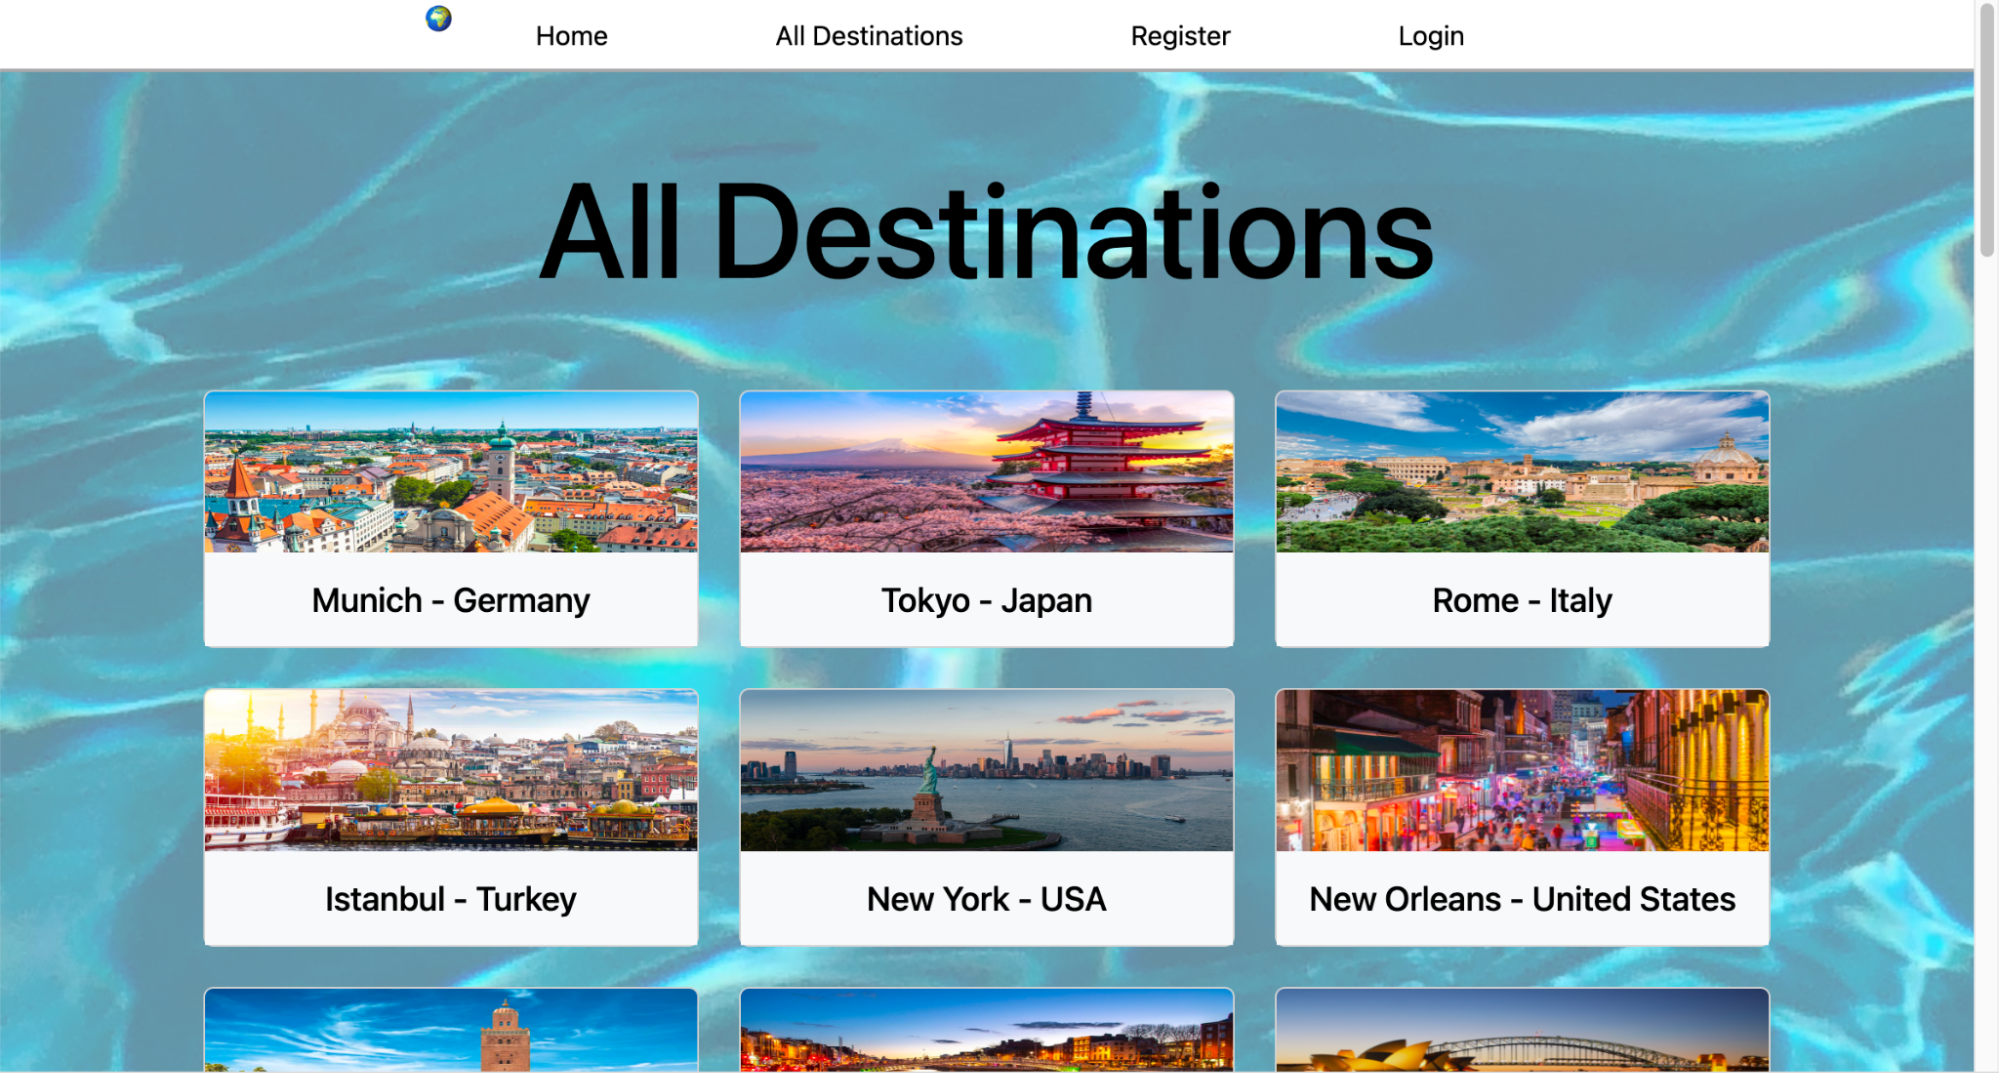 Home All Destinations Register Login
All Destinations
Munich - Germany
Tokyo - Japan
Rome - Italy
Istanbul - Turkey
New York - USA
New Orleans - United States